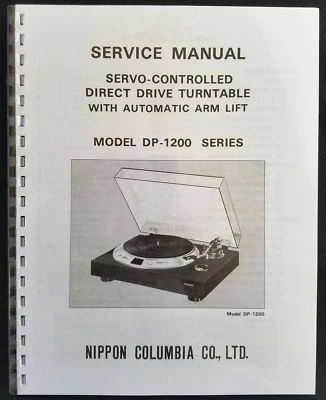 SERVICE MANUAL
SERVO-CONTROLLED
DIRECT DRIVE TURNTABLE
WITH AUTOMATIC ARM LIFT
MODEL DP-1200 SERIES
Model DP-1200
NIPPON COLUMBIA CO., LTD.